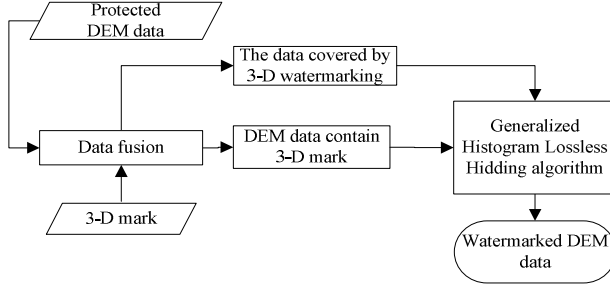 Protected
DEM data
The data covered by
3-D watermarking
Data fusion
DEM data contain
3-D mark
Generalized
Histogram Lossless
Hidding algorithm
3-D mark
Watermarked DEM
data